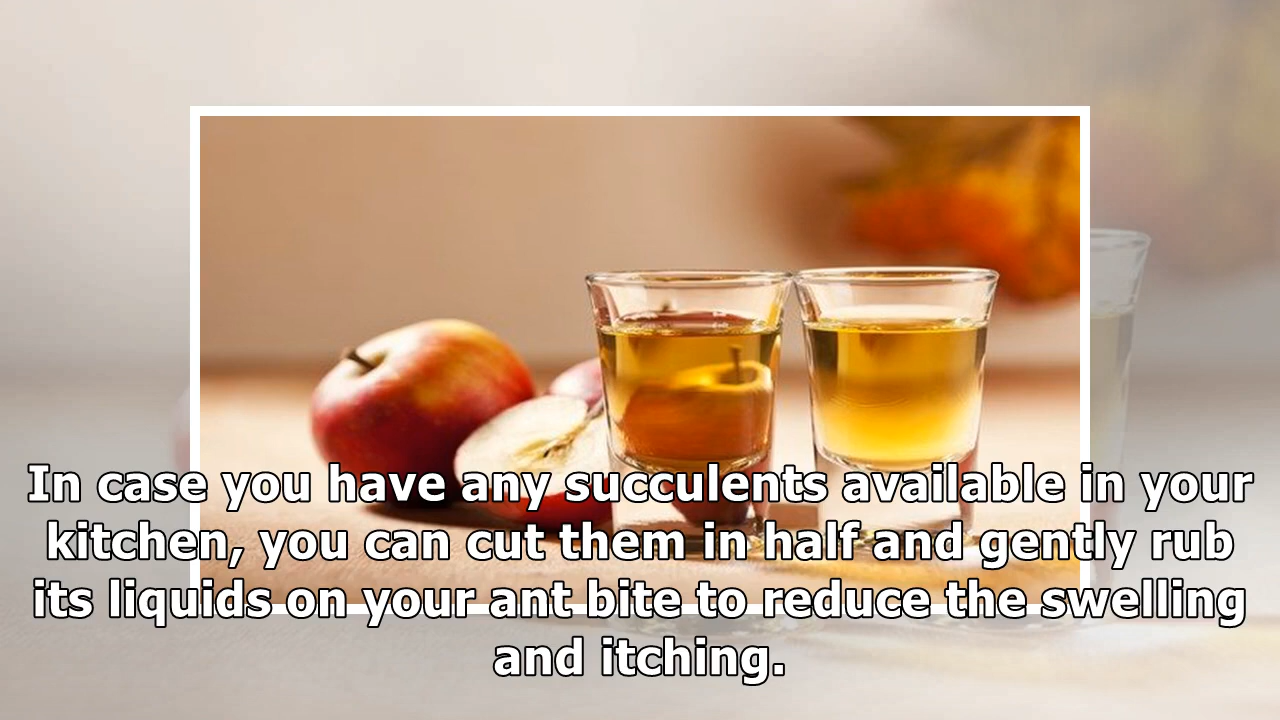 In case you have any succulents available in your
kitchen, you can cut them in half and gently rub
its liquids on your ant bite to reduce the swelling
and itching.